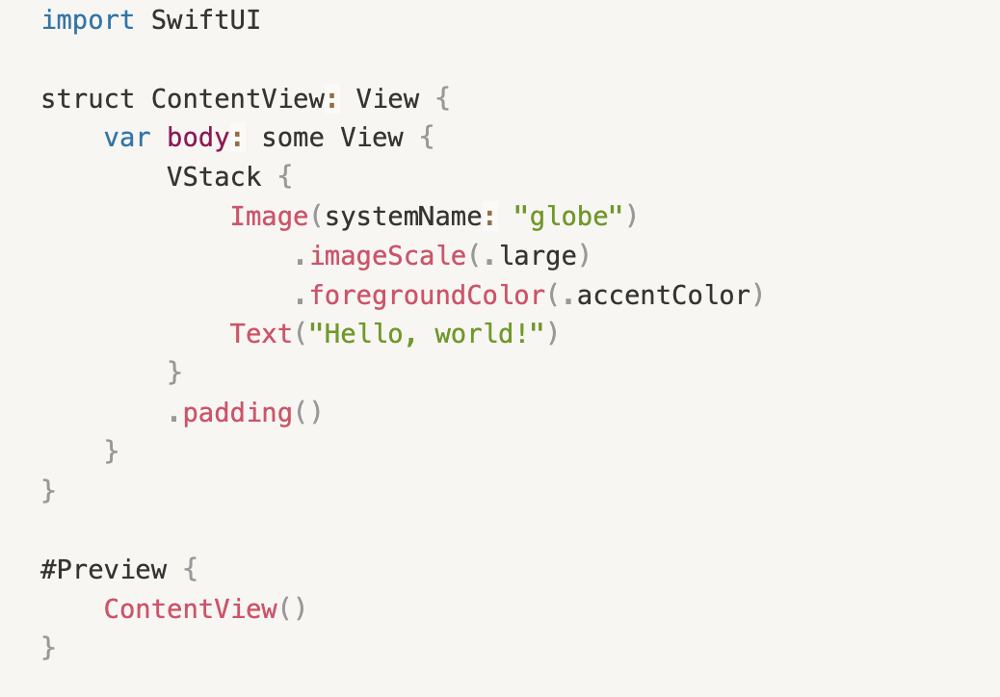 import SwiftUI

struct ContentView: View {
    var body: some View {
        VStack {
            Image(systemName: "globe")
                .imageScale(.large)
                .foregroundColor(.accentColor)
            Text("Hello, world!")
        }
        .padding()
    }
}

#Preview {
    ContentView()
}